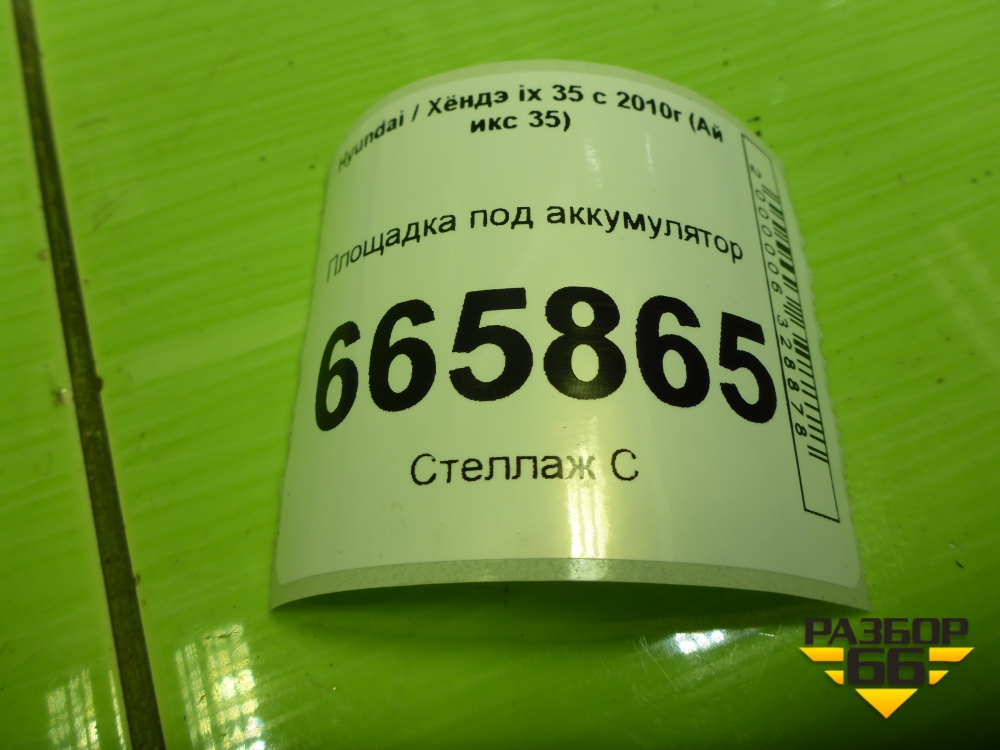 Hyundai / Хёндэ ix 35 с 2010г (Ай
икс 35)
Площадка под аккумулятор
665865
Стеллаж С
2000006328878
РАЗБОР
66